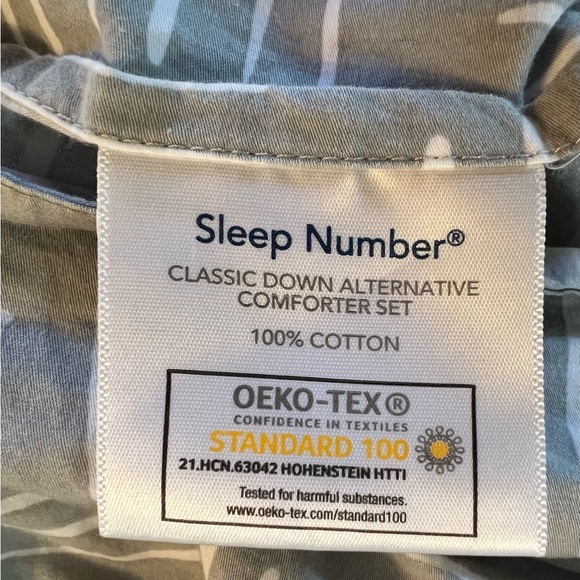 Sleep Number®
CLASSIC DOWN ALTERNATIVE
COMFORTER SET
100% COTTON
OEKO-TEX®
CONFIDENCE IN TEXTILES
STANDARD 100
21.HCN.63042 HOHENSTEIN HTTI
Tested for harmful substances.
www.oeko-tex.com/standard100